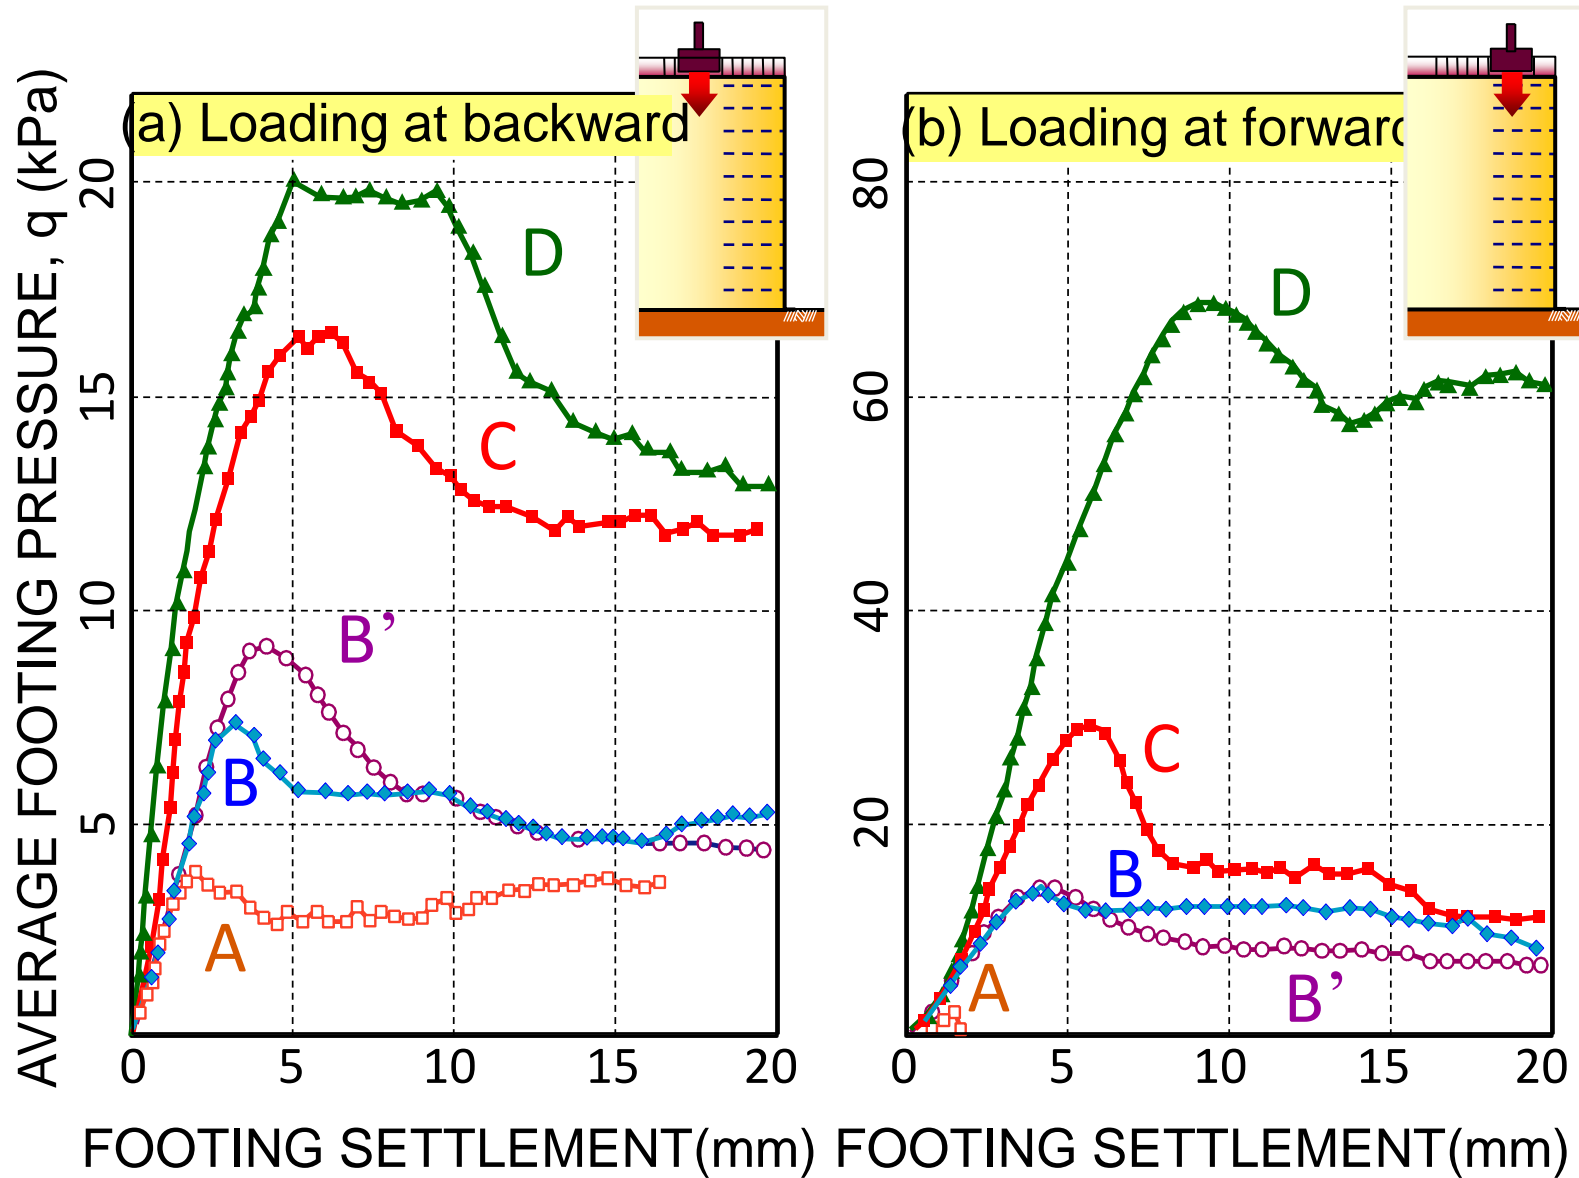 AVERAGE FOOTING PRESSURE, q (kPa)
(a) Loading at backward
20
15
10
5
D
C
B’
B
A
0 5 10 15 20
FOOTING SETTLEMENT(mm)
(b) Loading at forward
80
60
40
20
D
C
B
B’
A
0 5 10 15 20
FOOTING SETTLEMENT(mm)